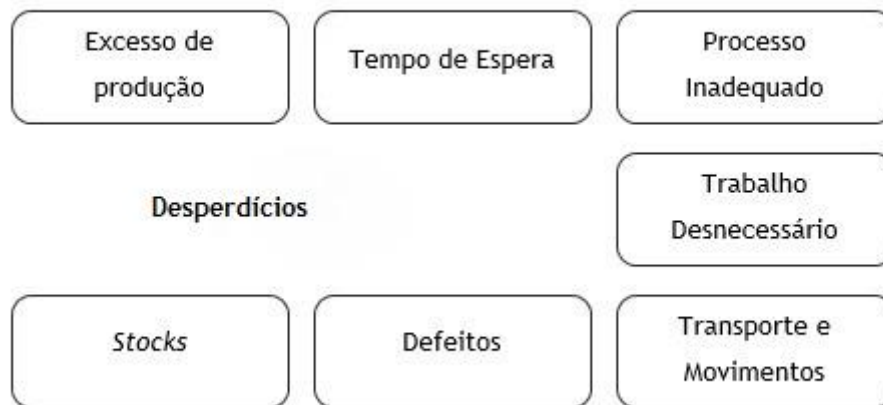 Excesso de
produção
Tempo de Espera
Processo
Inadequado
Desperdícios
Trabalho
Desnecessário
Stocks
Defeitos
Transporte e
Movimentos